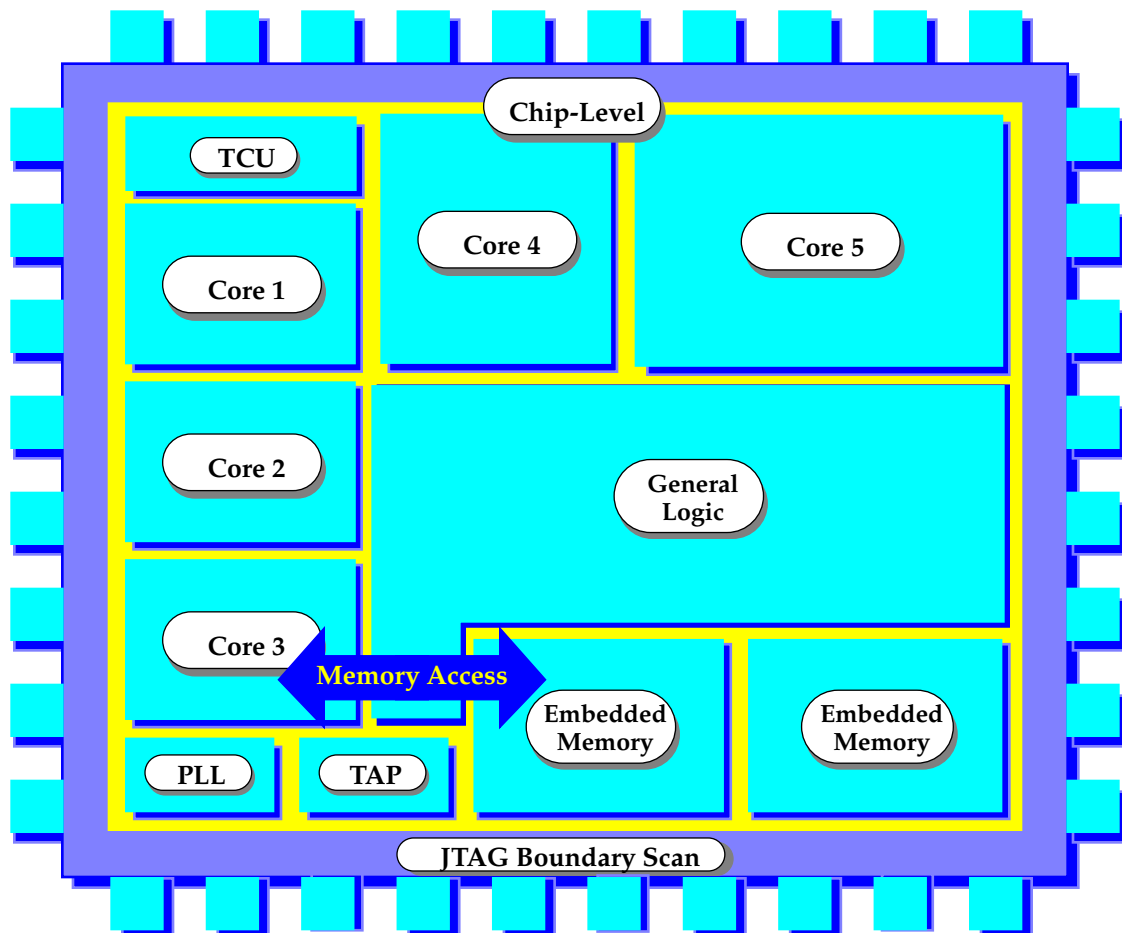 Chip-Level
TCU
Core 4
Core 5
Core 1
Core 2
General
Logic
Core 3
Memory Access
Embedded
Memory
Embedded
Memory
PLL
TAP
JTAG Boundary Scan